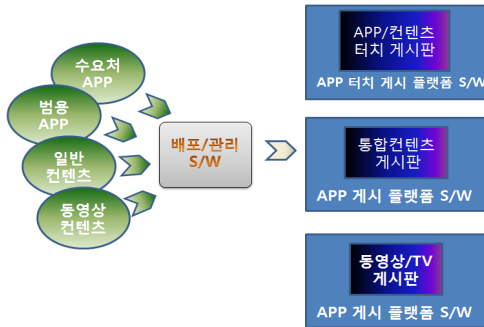 수요처
APP
범용
APP
일반
컨텐츠
동영상
컨텐츠
배포/관리
S/W
APP/컨텐츠
터치 게시판
APP 터치 게시 플랫폼 S/W
통합컨텐츠
게시판
APP 게시 플랫폼 S/W
동영상/TV
게시판
APP 게시 플랫폼 S/W